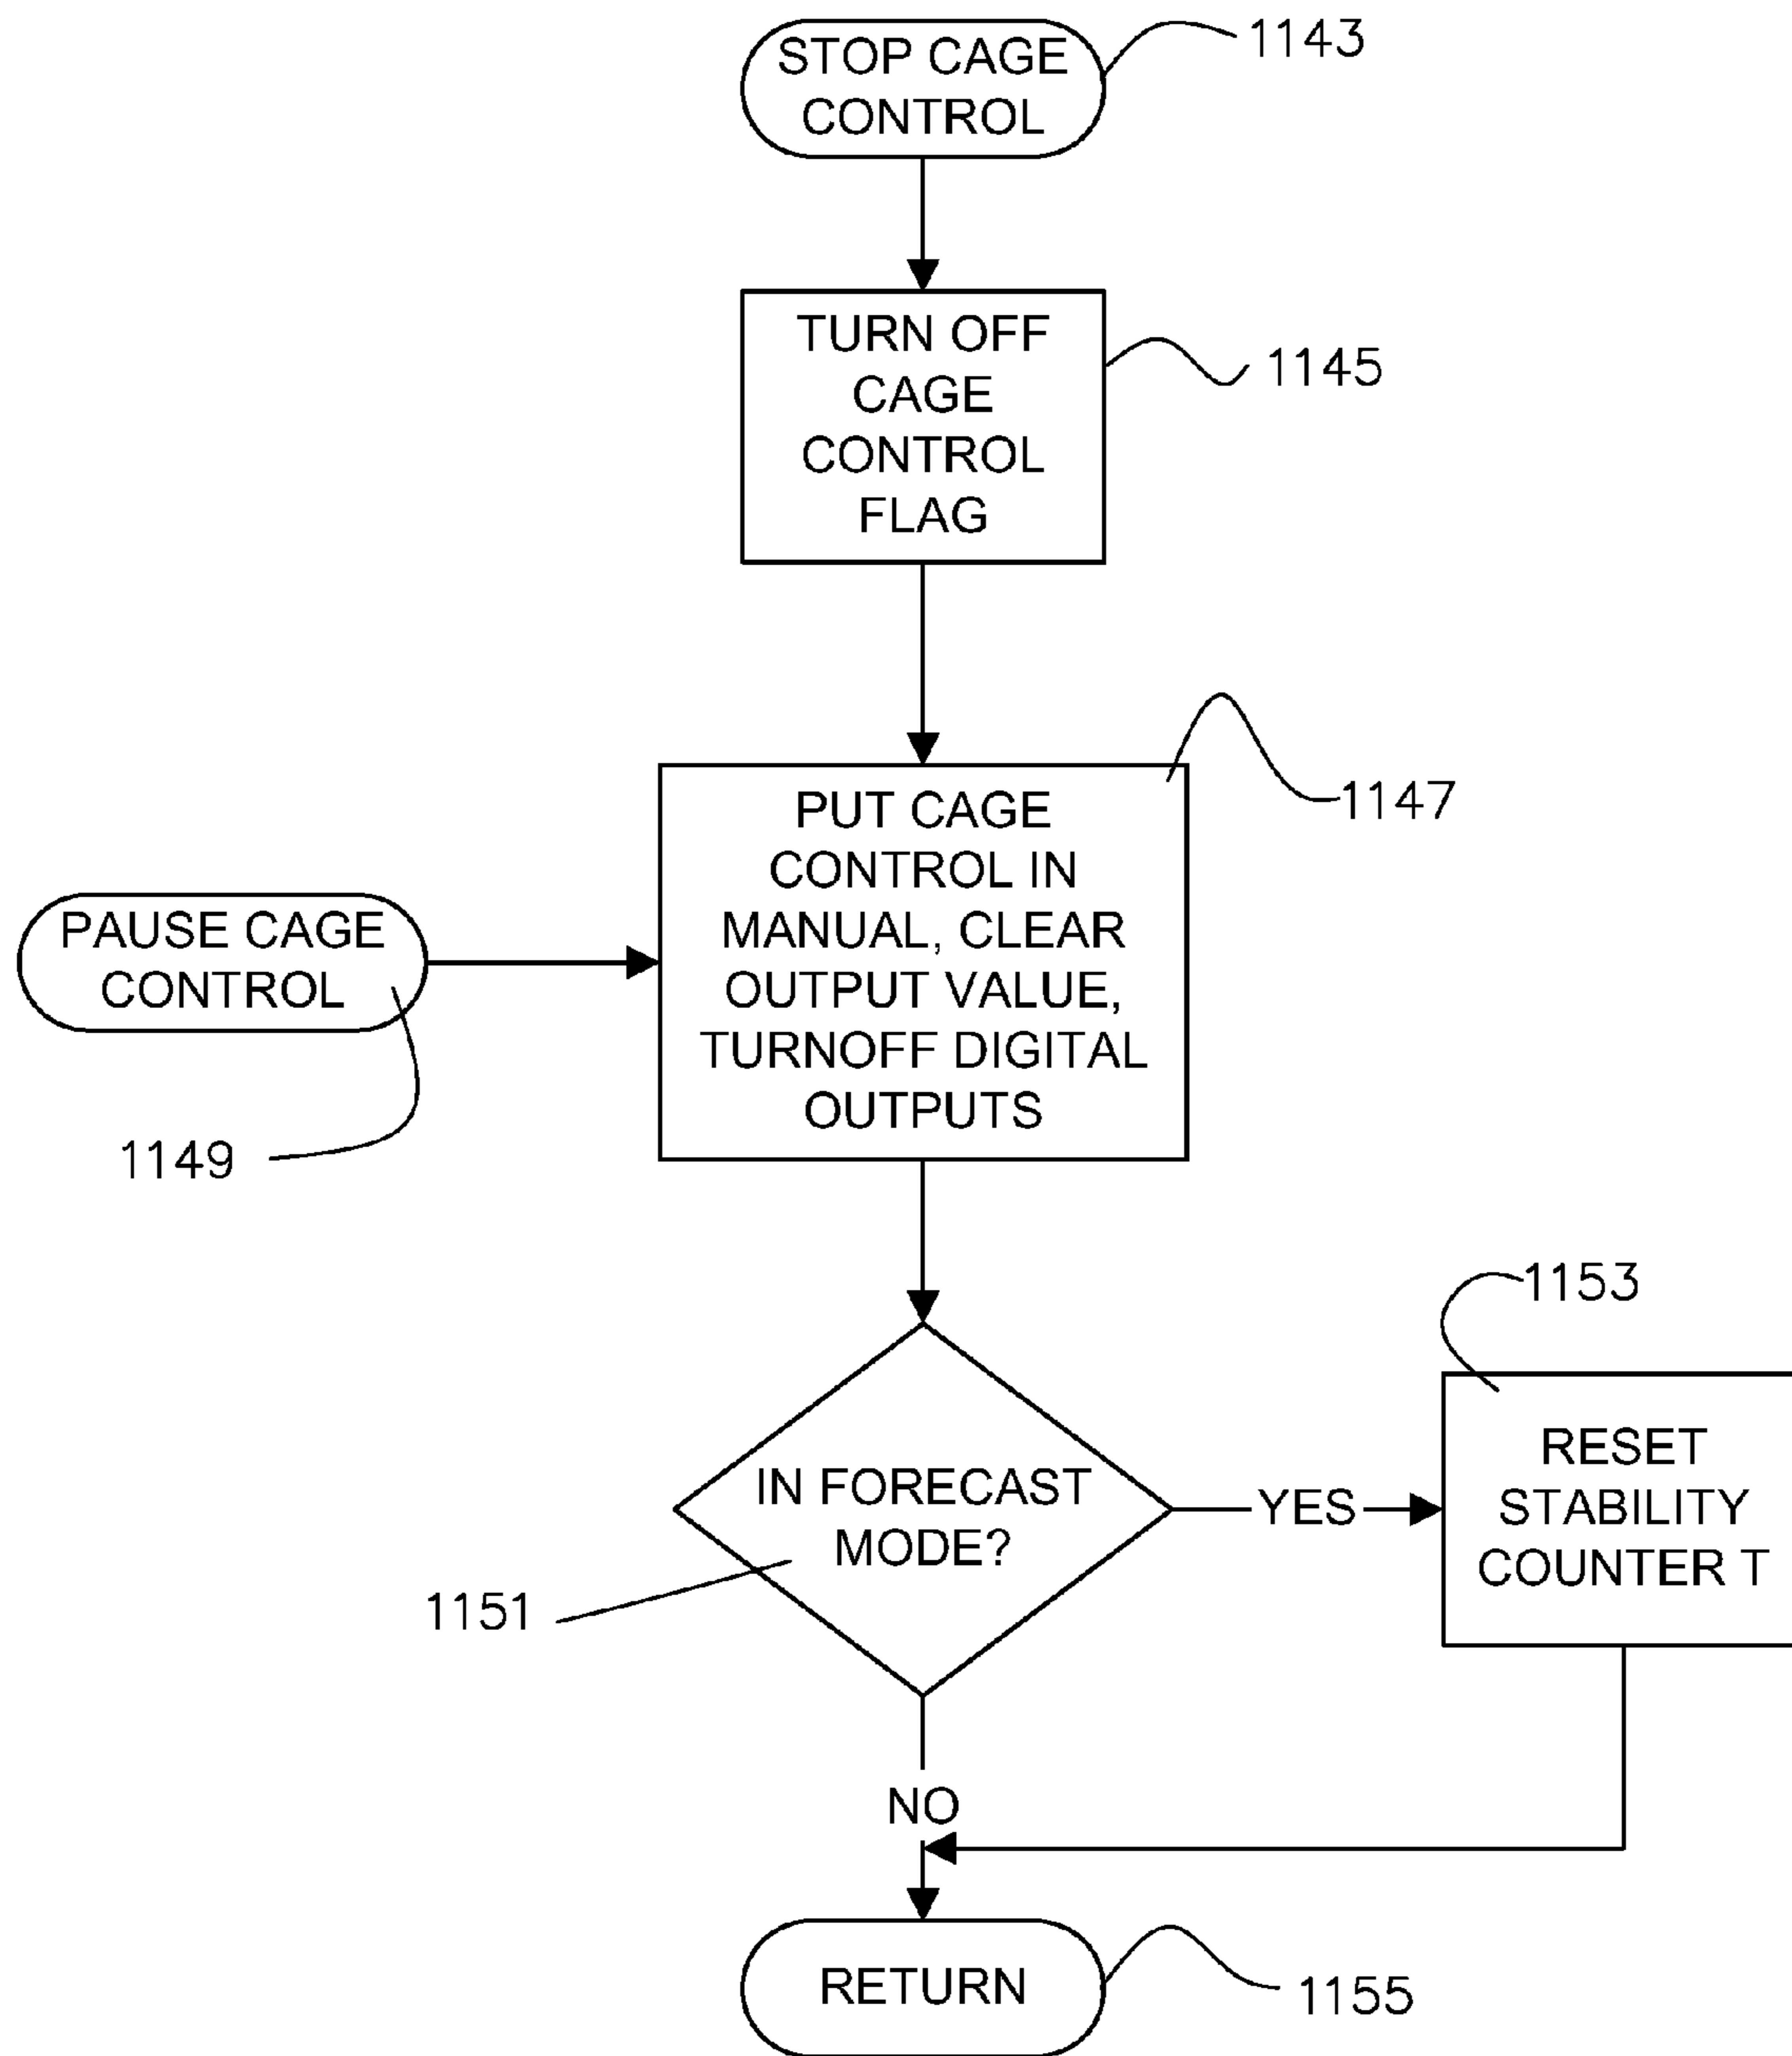 STOP CAGE
CONTROL
1143
TURN OFF
CAGE
CONTROL
FLAG
1145
PUT CAGE
CONTROL IN
MANUAL, CLEAR
OUTPUT VALUE,
TURNOFF DIGITAL
OUTPUTS
1147
PAUSE CAGE
CONTROL
1149
IN FORECAST
MODE?
1151
YES
RESET
STABILITY
COUNTER T
1153
NO
RETURN
1155